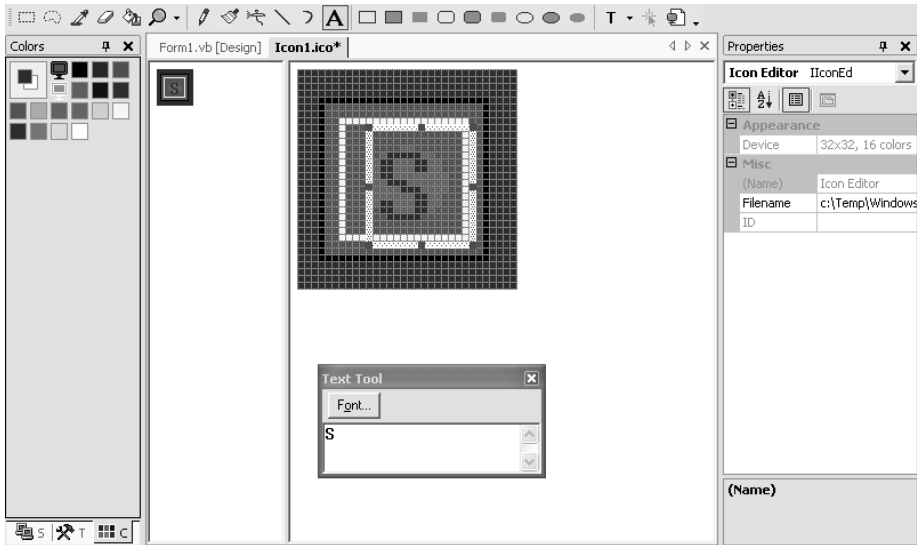 A
T
Colors
Form1.vb [Design]
Icon1.ico*
Properties
Icon Editor IIconEd
S
S
Appearance
Device 32x32, 16 colors
Misc
(Name) Icon Editor
Filename c:\Temp\Windows
ID
Text Tool
Font...
S
(Name)
S T C